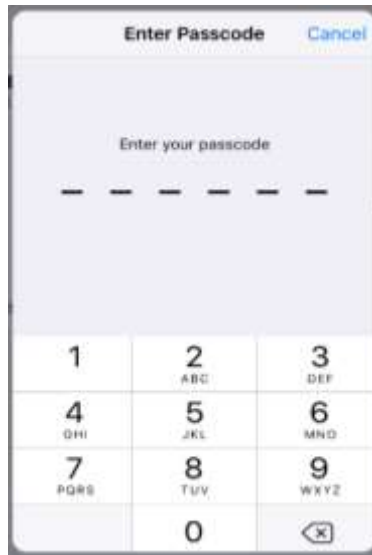 Enter Passcode Cancel
Enter your passcode
1 2 3
ABC DEF
4 5 6
GHI JKL MNO
7 8 9
PQRS TUV WXYZ
0